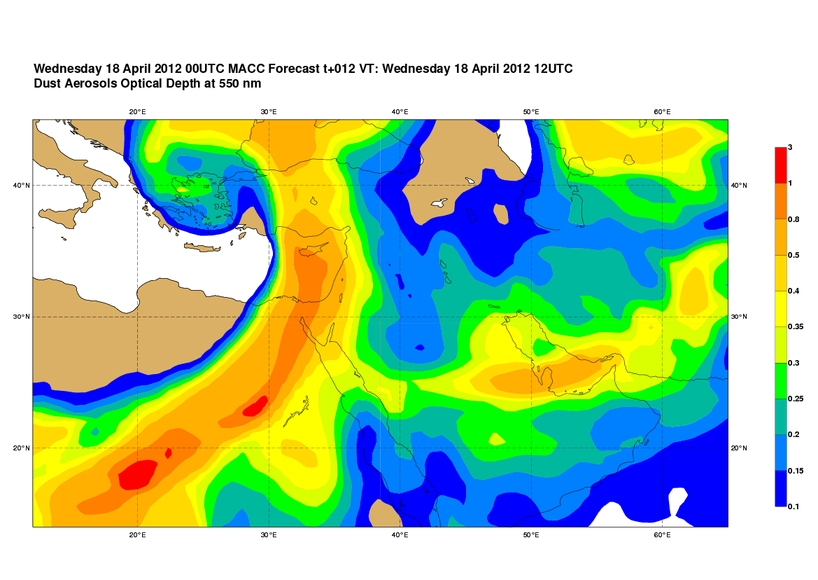 Wednesday 18 April 2012 00UTC MACC Forecast t+012 VT: Wednesday 18 April 2012 12UTC
Dust Aerosols Optical Depth at 550 nm
20°E 30°E 40°E 50°E 60°E
3
1
40°N 40°N
0.8
0.5
0.4
30°N 30°N
0.35
0.3
0.25
0.2
20°N 20°N
0.15
0.1
20°E 30°E 40°E 50°E 60°E